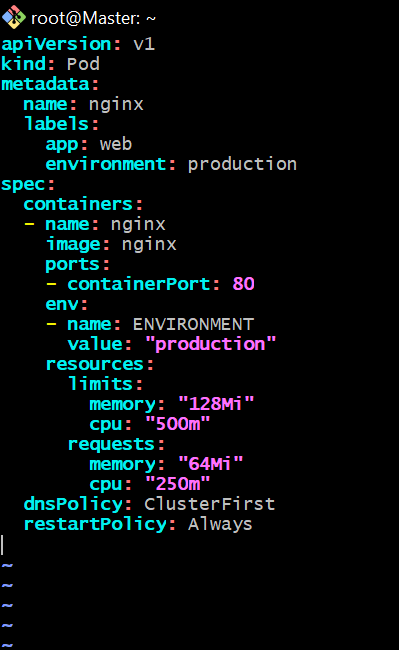 root@Master: ~
apiVersion: v1
kind: Pod
metadata:
  name: nginx
  labels:
    app: web
    environment: production
spec:
  containers:
  - name: nginx
    image: nginx
    ports:
    - containerPort: 80
    env:
    - name: ENVIRONMENT
      value: "production"
    resources:
      limits:
        memory: "128Mi"
        cpu: "500m"
      requests:
        memory: "64Mi"
        cpu: "250m"
  dnsPolicy: ClusterFirst
  restartPolicy: Always
~
~
~
~
~